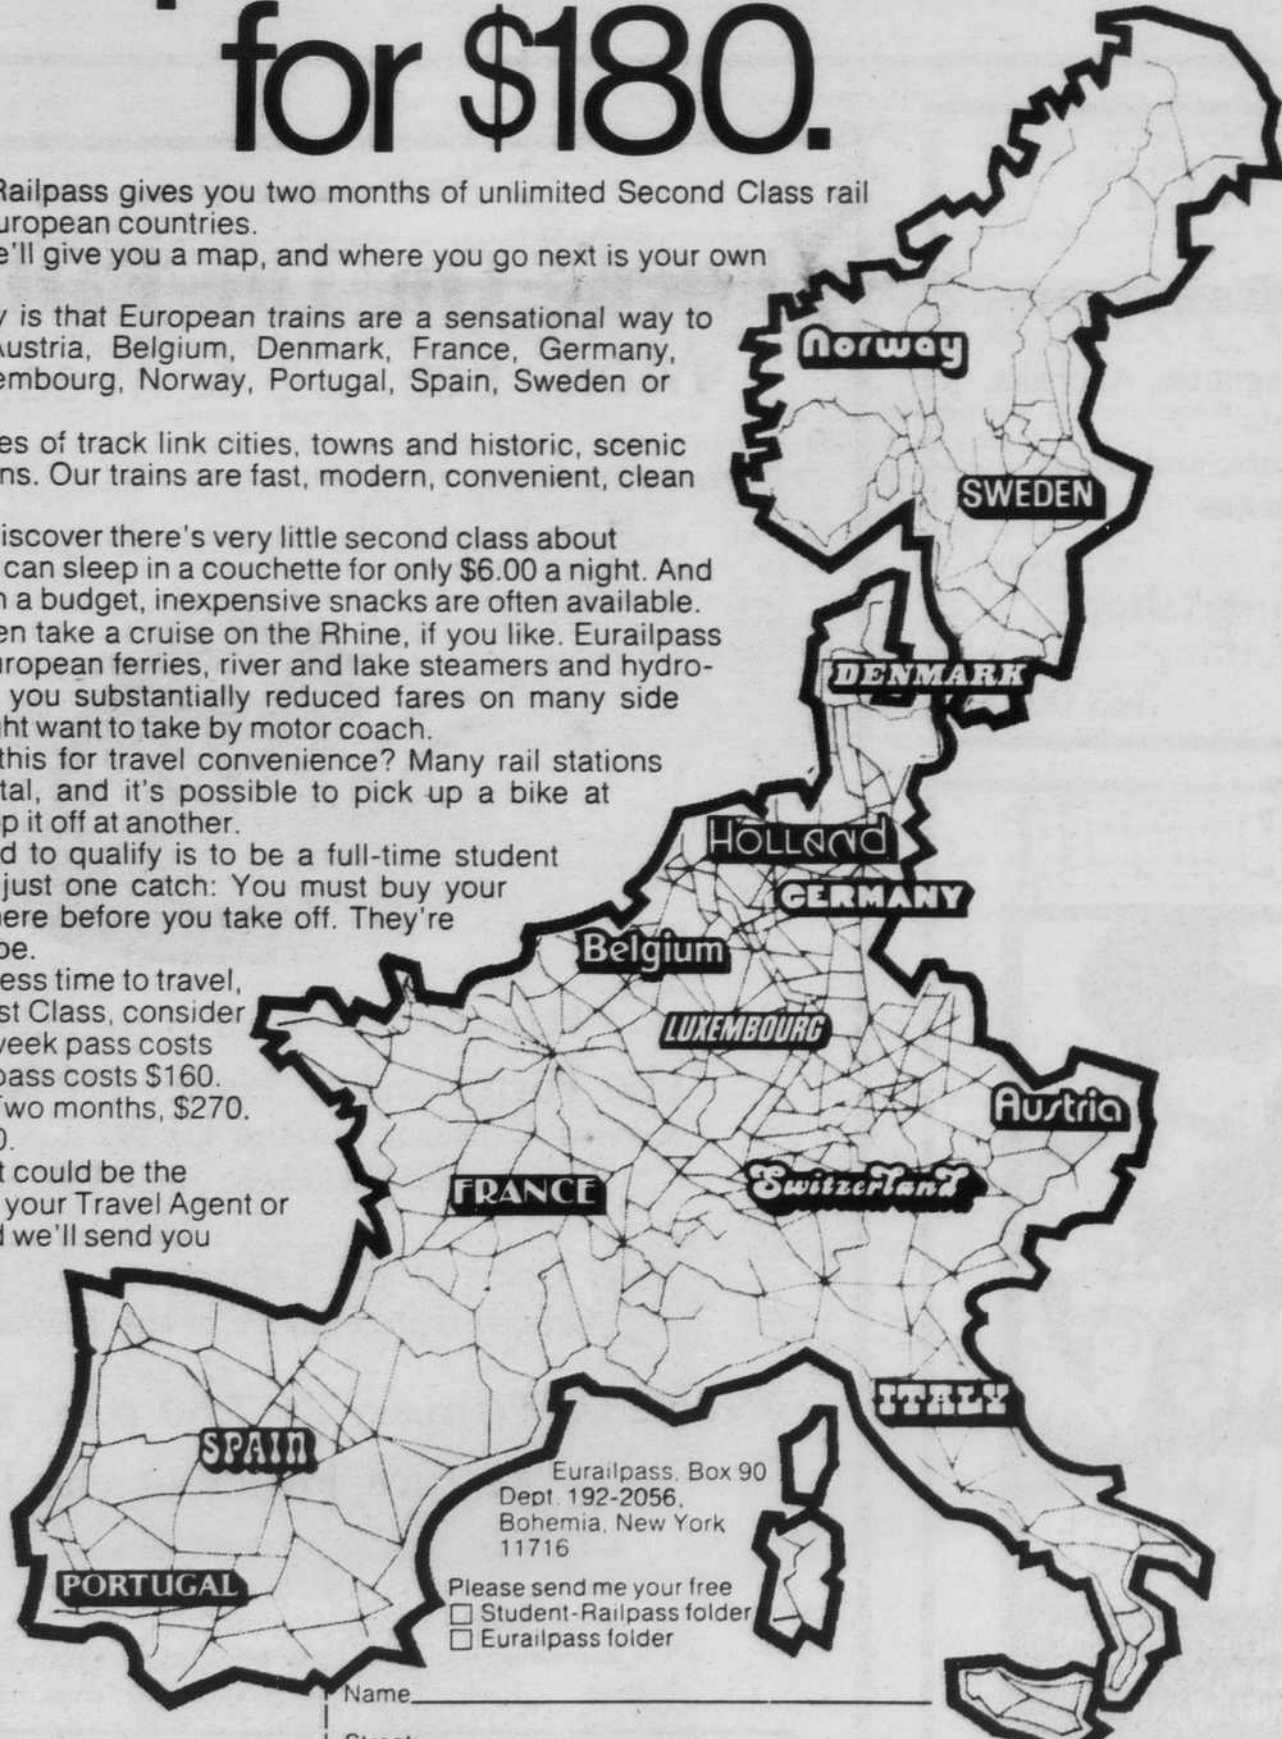 for $180.
Railpass gives you two months of unlimited Second Class rail
uropean countries.
e'll give you a map, and where you go next is your own
y is that European trains are a sensational way to
Austria, Belgium, Denmark, France, Germany,
embourg, Norway, Portugal, Spain, Sweden or
es of track link cities, towns and historic, scenic
ns. Our trains are fast, modern, convenient, clean
iscover there's very little second class about
can sleep in a couchette for only $6.00 a night. And
n a budget, inexpensive snacks are often available.
en take a cruise on the Rhine, if you like. Eurailpass
uropean ferries, river and lake steamers and hydro-
you substantially reduced fares on many side
ht want to take by motor coach.
this for travel convenience? Many rail stations
tal, and it's possible to pick up a bike at
p it off at another.
d to qualify is to be a full-time student
just one catch: You must buy your
here before you take off. They're
pe.
ess time to travel,
st Class, consider
week pass costs
pass costs $160.
Two months, $270.
0.
t could be the
your Travel Agent or
d we'll send you
Norway
SWEDEN
DENMARK
HOLLAND
GERMANY
Belgium
LUXEMBOURG
Austria
FRANCE
Switzerland
ITALY
SPAIN
PORTUGAL
Eurailpass, Box 90
Dept. 192-2056,
Bohemia, New York
11716
Please send me your free
☐ Student-Railpass folder
☐ Eurailpass folder
Name